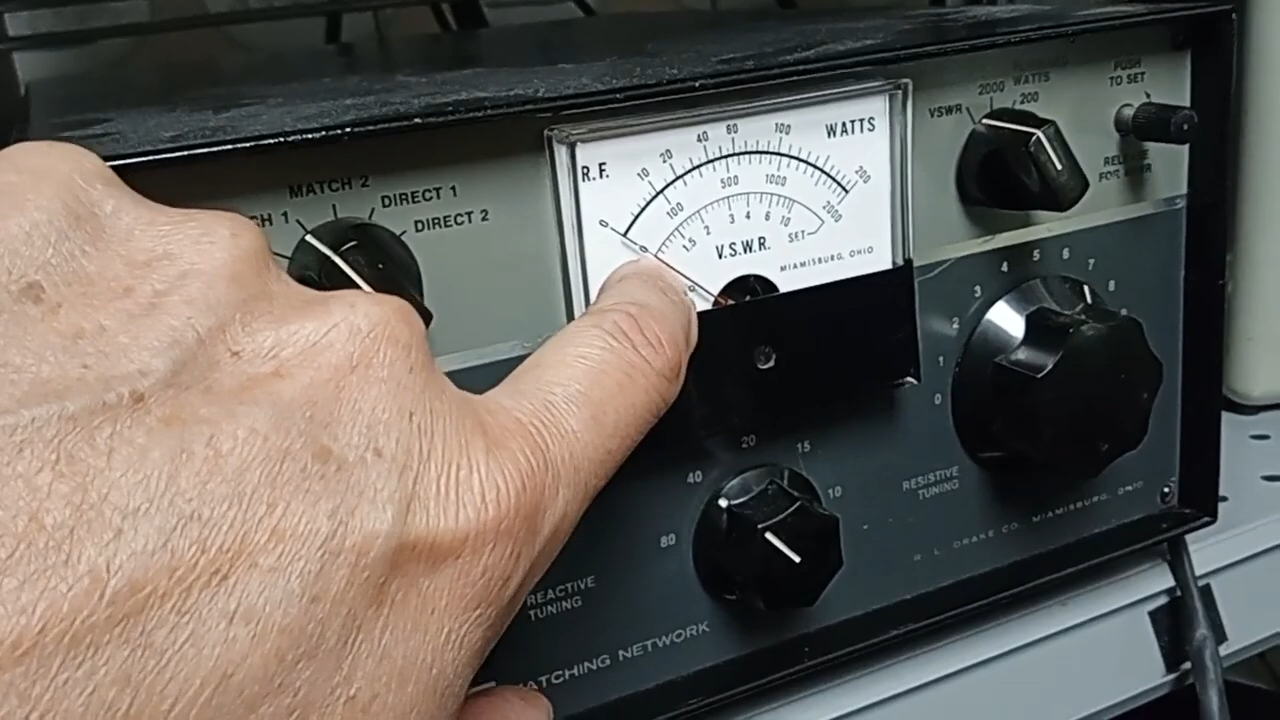 MATCH 2
CH 1
DIRECT 1
DIRECT 2
R.F.
WATTS
0 10 20 40 60 100 200
0 100 500 1000 2000
1.5 2 3 4 6 10 SET
V.S.W.R.
MIAMISBURG, OHIO
WATTS
VSWR 2000 200
PUSH
TO SET
0 1 2 3 4 5 6 7 8
RESISTIVE
TUNING
R. L. DRAKE CO. MIAMISBURG, OHIO
80 40 20 15 10
REACTIVE
TUNING
MATCHING NETWORK